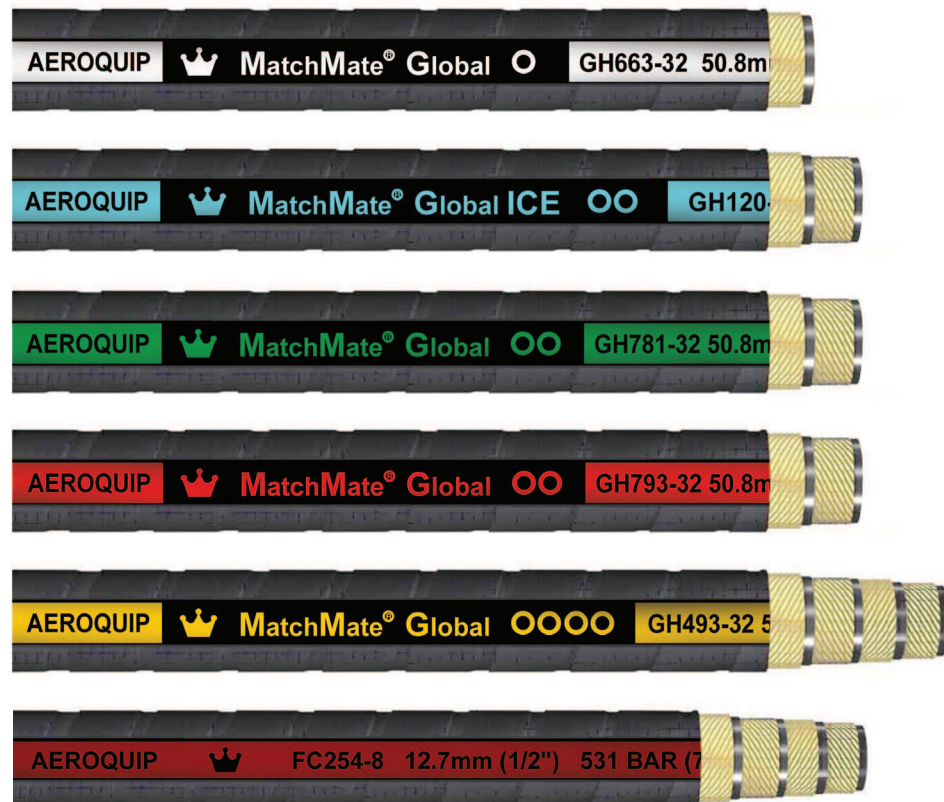 AEROQUIP MatchMate® Global GH663-32 50.8m
AEROQUIP MatchMate® Global ICE GH120-
AEROQUIP MatchMate® Global GH781-32 50.8m
AEROQUIP MatchMate® Global GH793-32 50.8m
AEROQUIP MatchMate® Global GH493-32 5
AEROQUIP FC254-8 12.7mm (1/2") 531 BAR (7